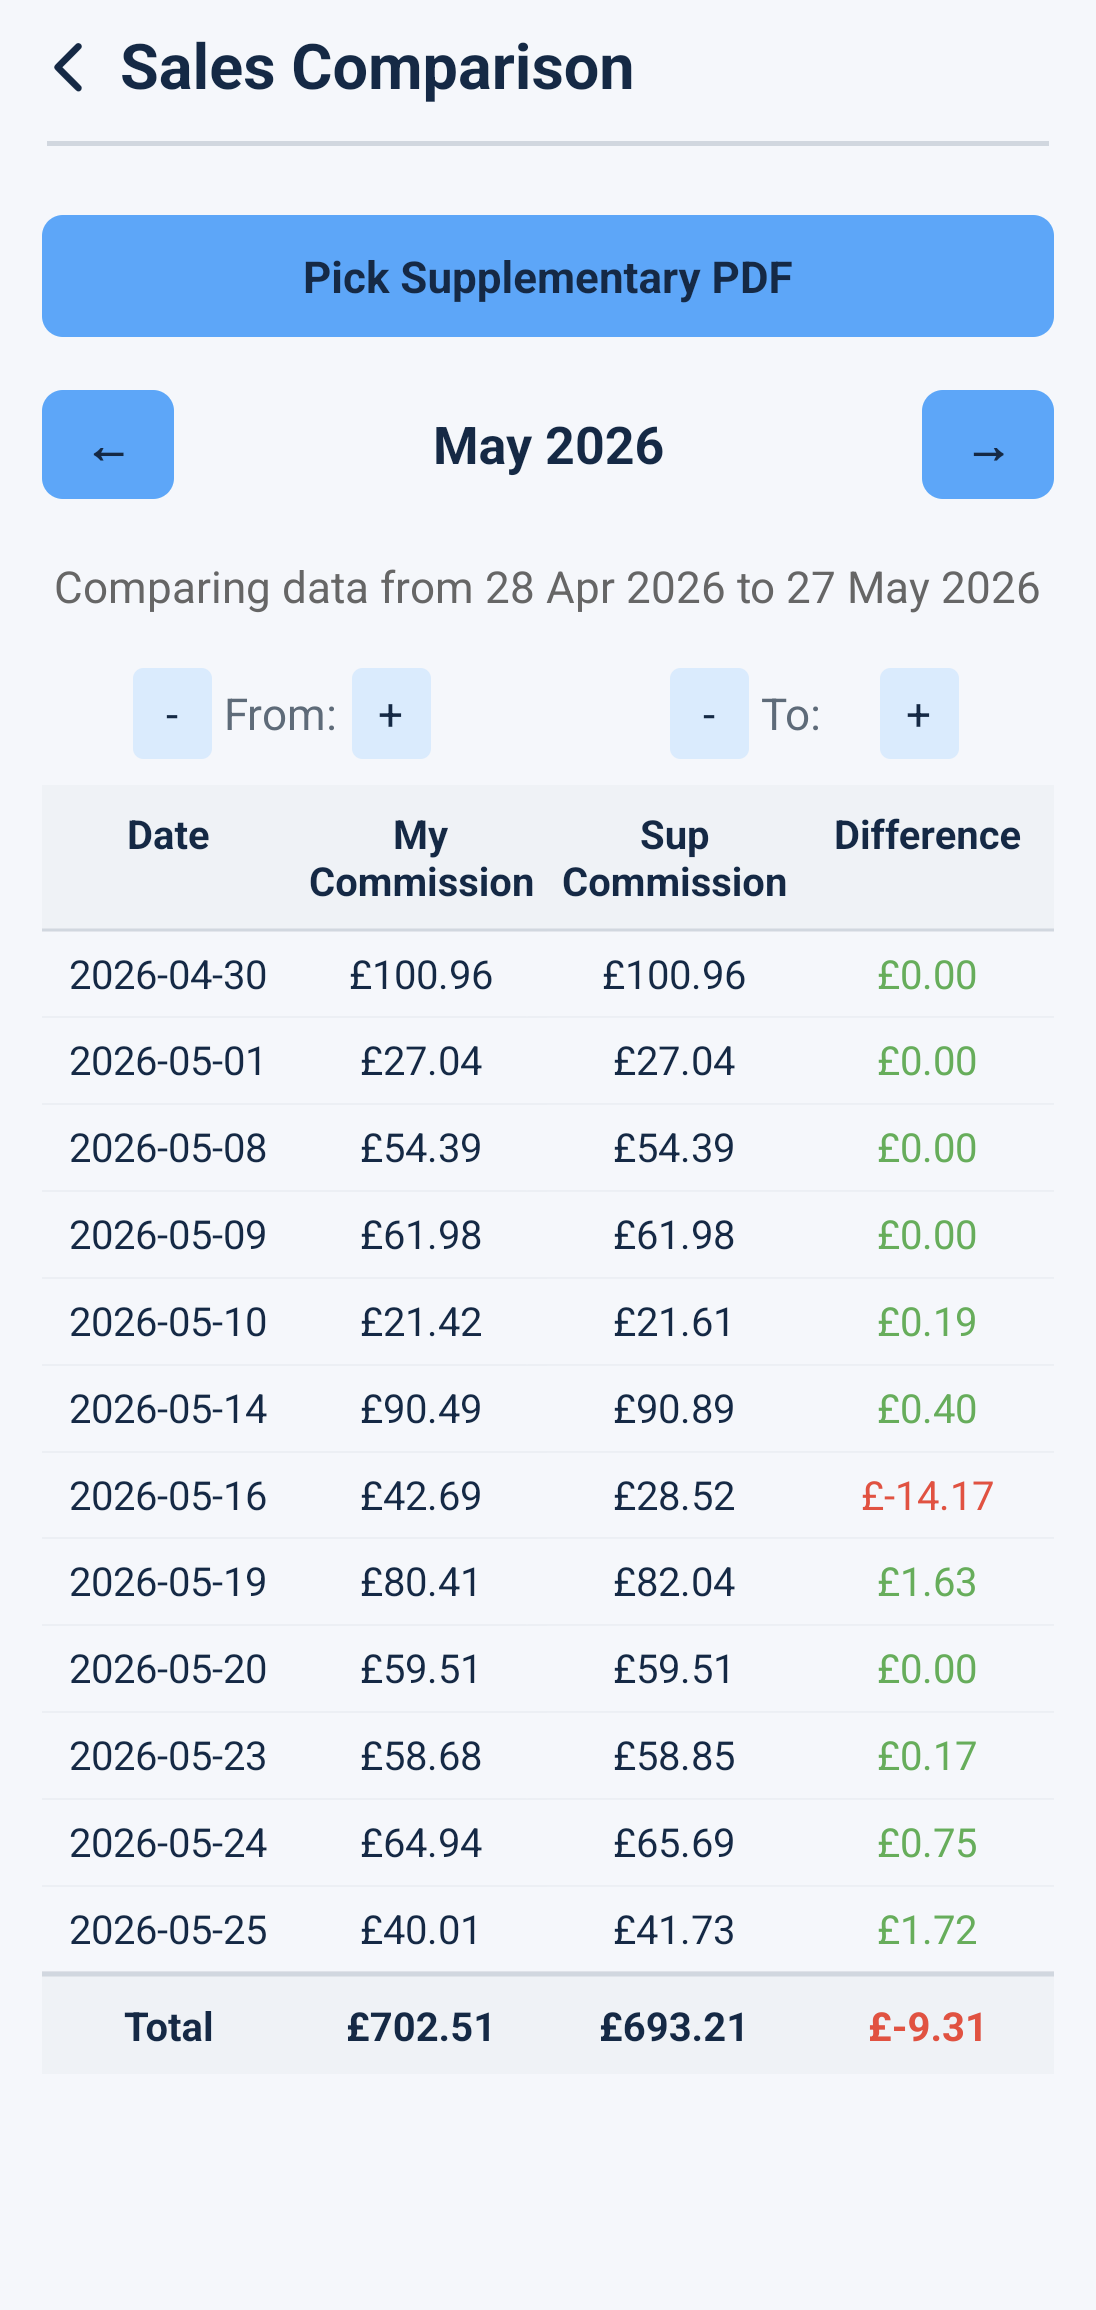 Sales Comparison
Pick Supplementary PDF
← May 2026 →
Comparing data from 28 Apr 2026 to 27 May 2026
- From: + - To: +
Date My Commission Sup Commission Difference
2026-04-30 £100.96 £100.96 £0.00
2026-05-01 £27.04 £27.04 £0.00
2026-05-08 £54.39 £54.39 £0.00
2026-05-09 £61.98 £61.98 £0.00
2026-05-10 £21.42 £21.61 £0.19
2026-05-14 £90.49 £90.89 £0.40
2026-05-16 £42.69 £28.52 £-14.17
2026-05-19 £80.41 £82.04 £1.63
2026-05-20 £59.51 £59.51 £0.00
2026-05-23 £58.68 £58.85 £0.17
2026-05-24 £64.94 £65.69 £0.75
2026-05-25 £40.01 £41.73 £1.72
Total £702.51 £693.21 £-9.31